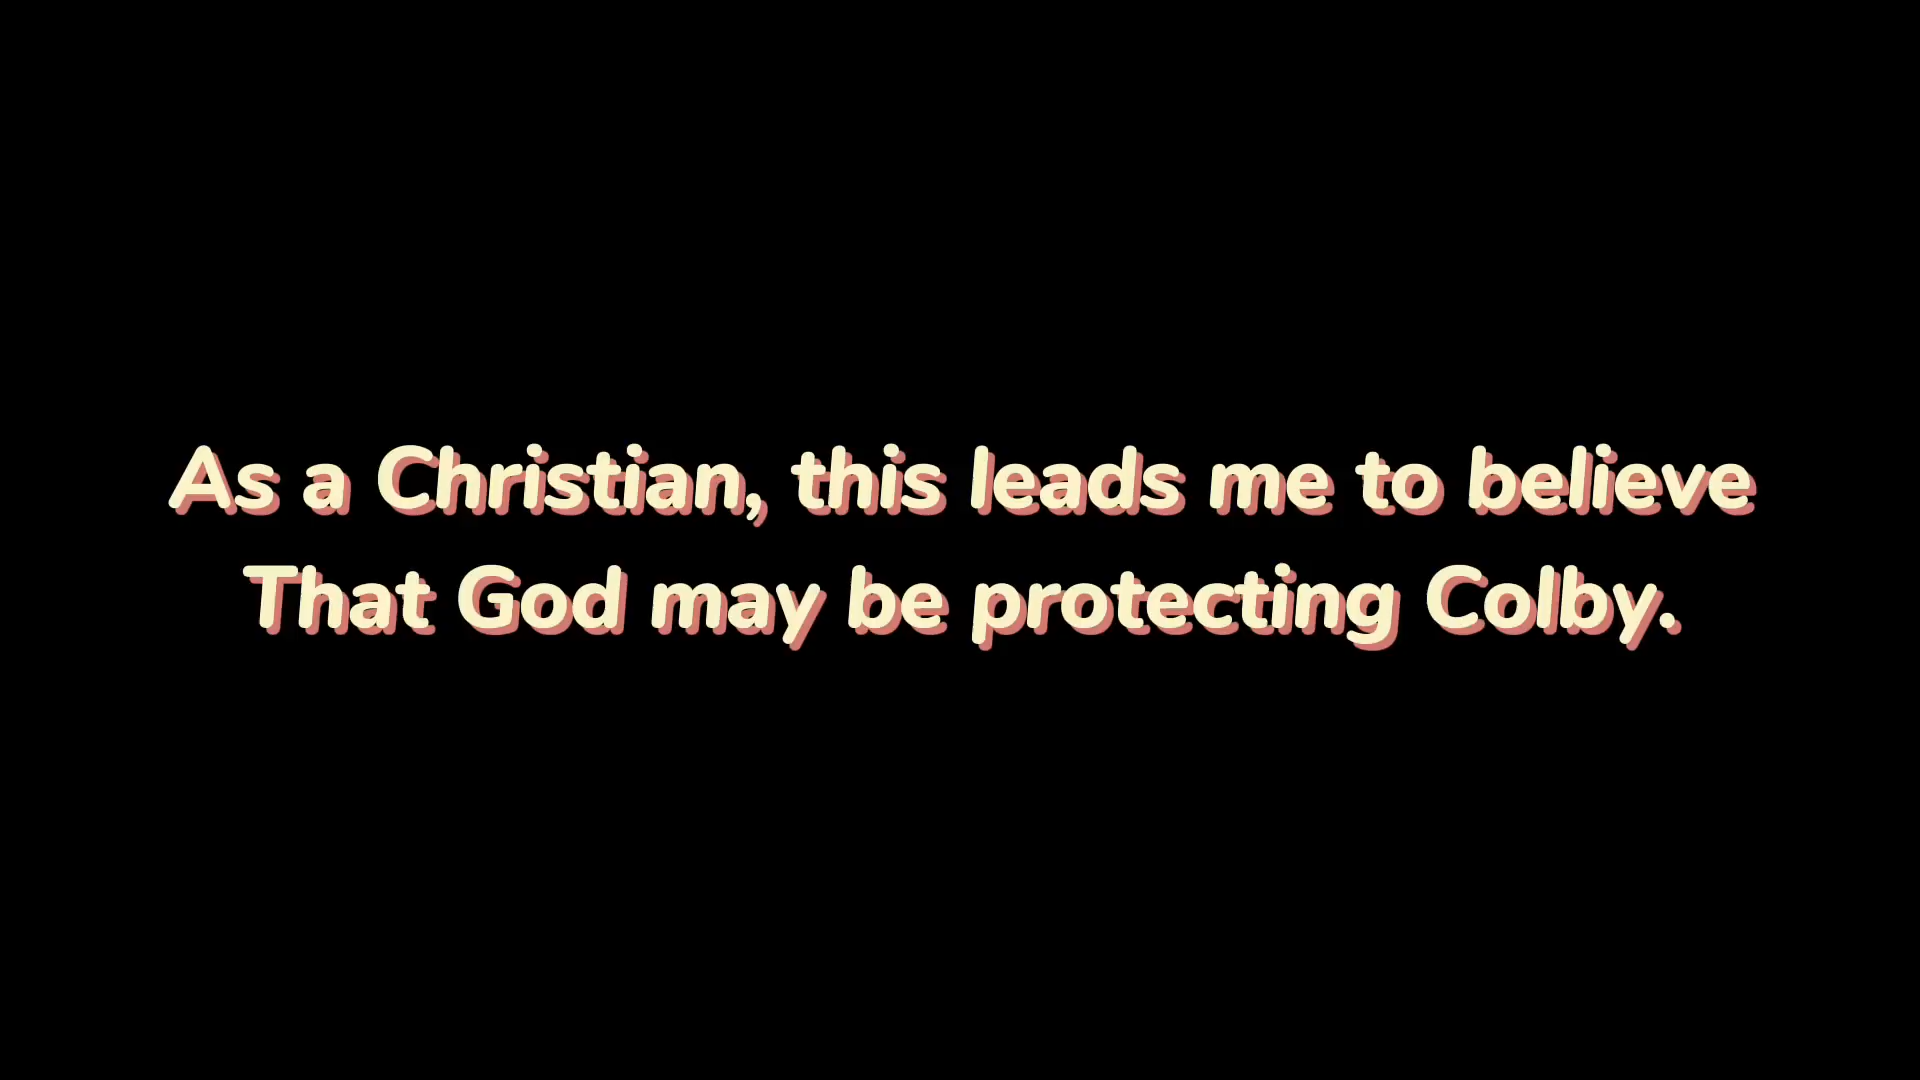 As a Christian, this leads me to believe
That God may be protecting Colby.